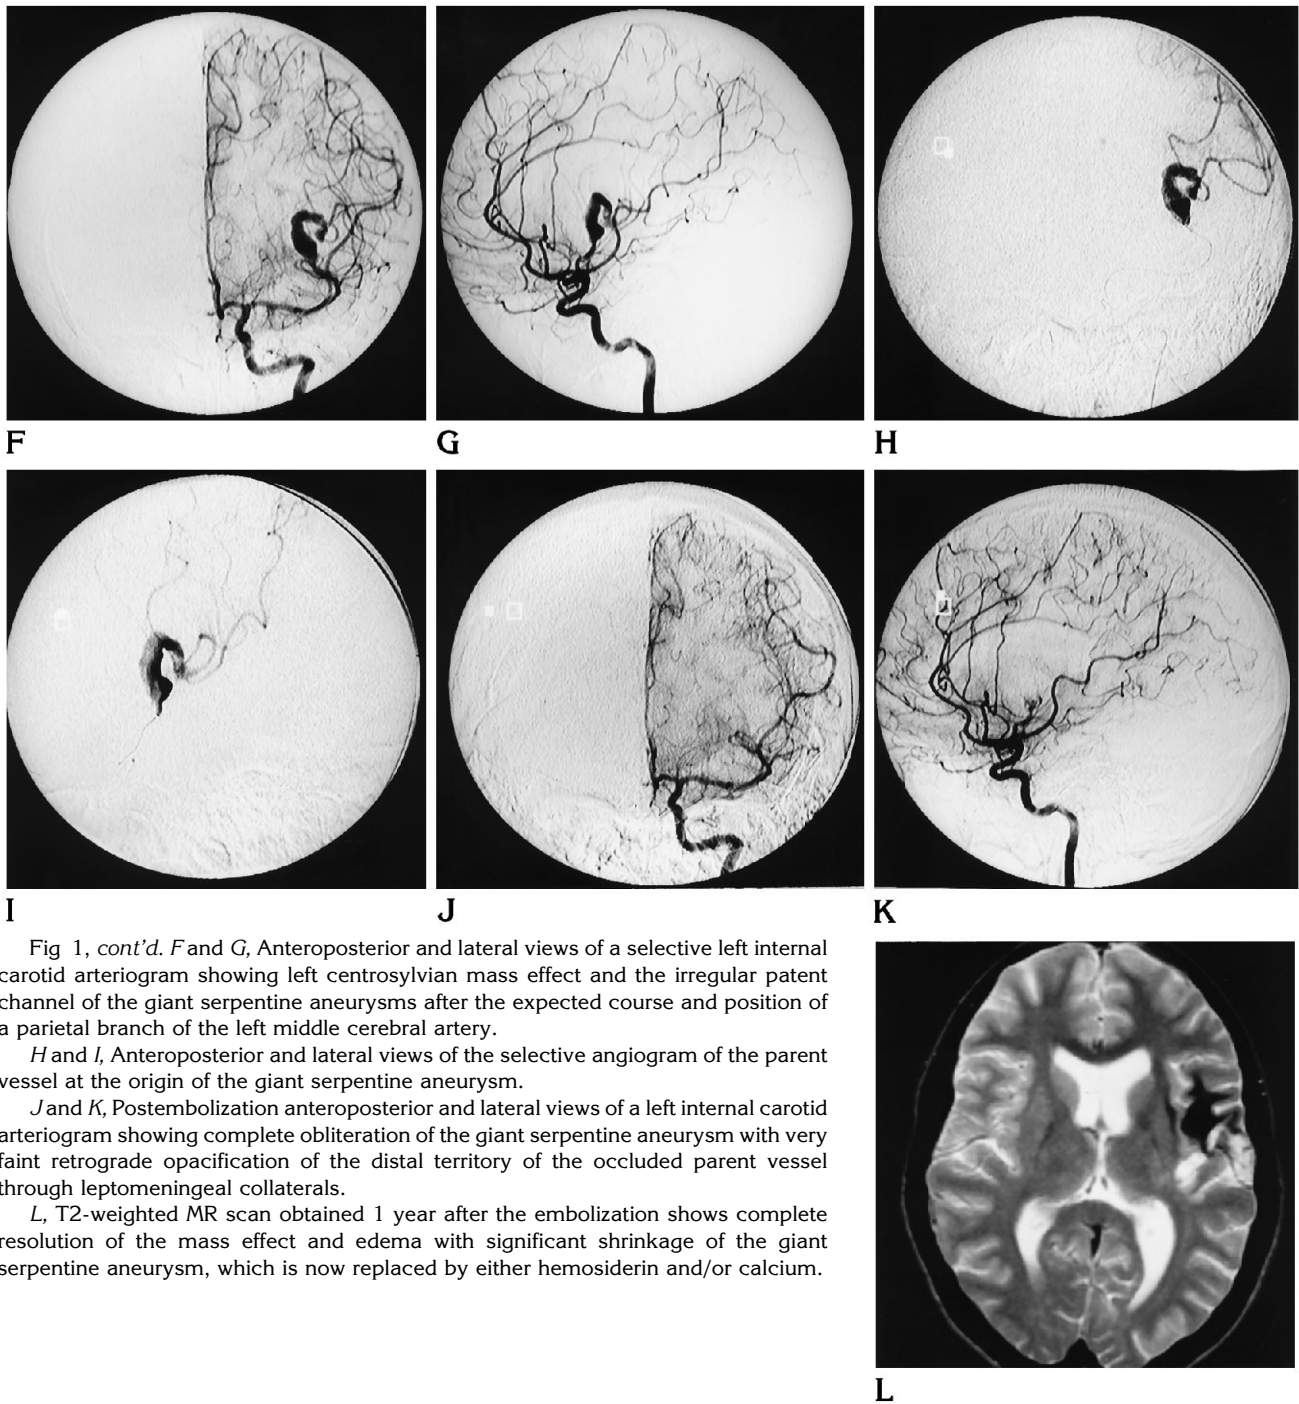 F
G
H
I
J
K
Fig 1, cont'd. F and G, Anteroposterior and lateral views of a selective left internal
carotid arteriogram showing left centrosylvian mass effect and the irregular patent
channel of the giant serpentine aneurysms after the expected course and position of
a parietal branch of the left middle cerebral artery.
H and I, Anteroposterior and lateral views of the selective angiogram of the parent
vessel at the origin of the giant serpentine aneurysm.
J and K, Postembolization anteroposterior and lateral views of a left internal carotid
arteriogram showing complete obliteration of the giant serpentine aneurysm with very
faint retrograde opacification of the distal territory of the occluded parent vessel
through leptomeningeal collaterals.
L, T2-weighted MR scan obtained 1 year after the embolization shows complete
resolution of the mass effect and edema with significant shrinkage of the giant
serpentine aneurysm, which is now replaced by either hemosiderin and/or calcium.
L